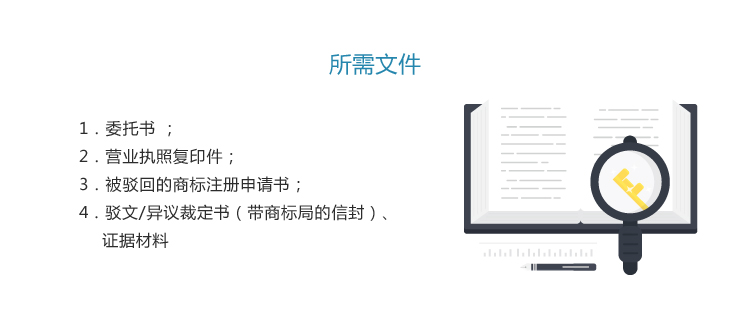 所需文件
1．委托书 ；
2．营业执照复印件；
3．被驳回的商标注册申请书；
4．驳文/异议裁定书（带商标局的信封）、
证据材料